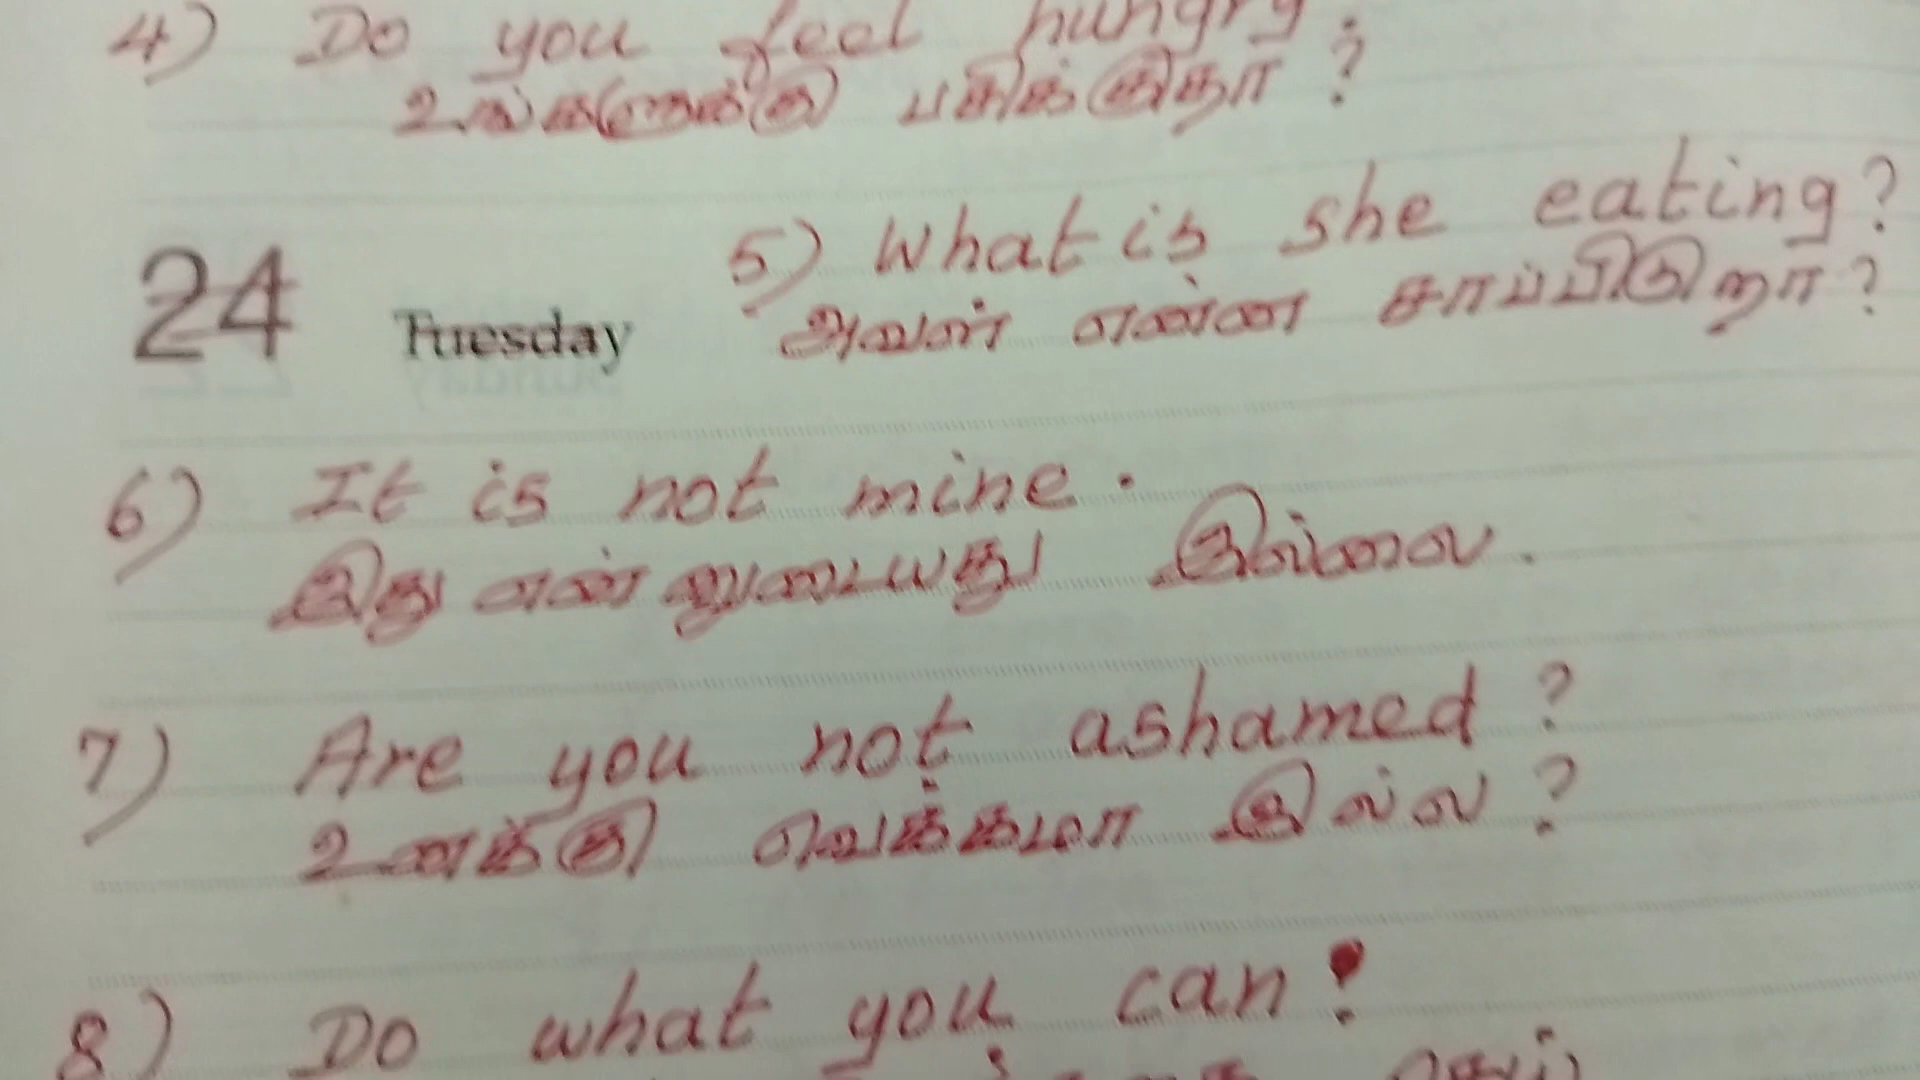 4) Do you feel hungry?
உங்களுக்கு பசிக்குதா?
5) What is she eating?
24 Tuesday
அவள் என்ன சாப்பிடுறா?
6) It is not mine.
இது என்னுடையது இல்லை.
7) Are you not ashamed?
உனக்கு வெக்கமா இல்ல?
8) Do what you can!